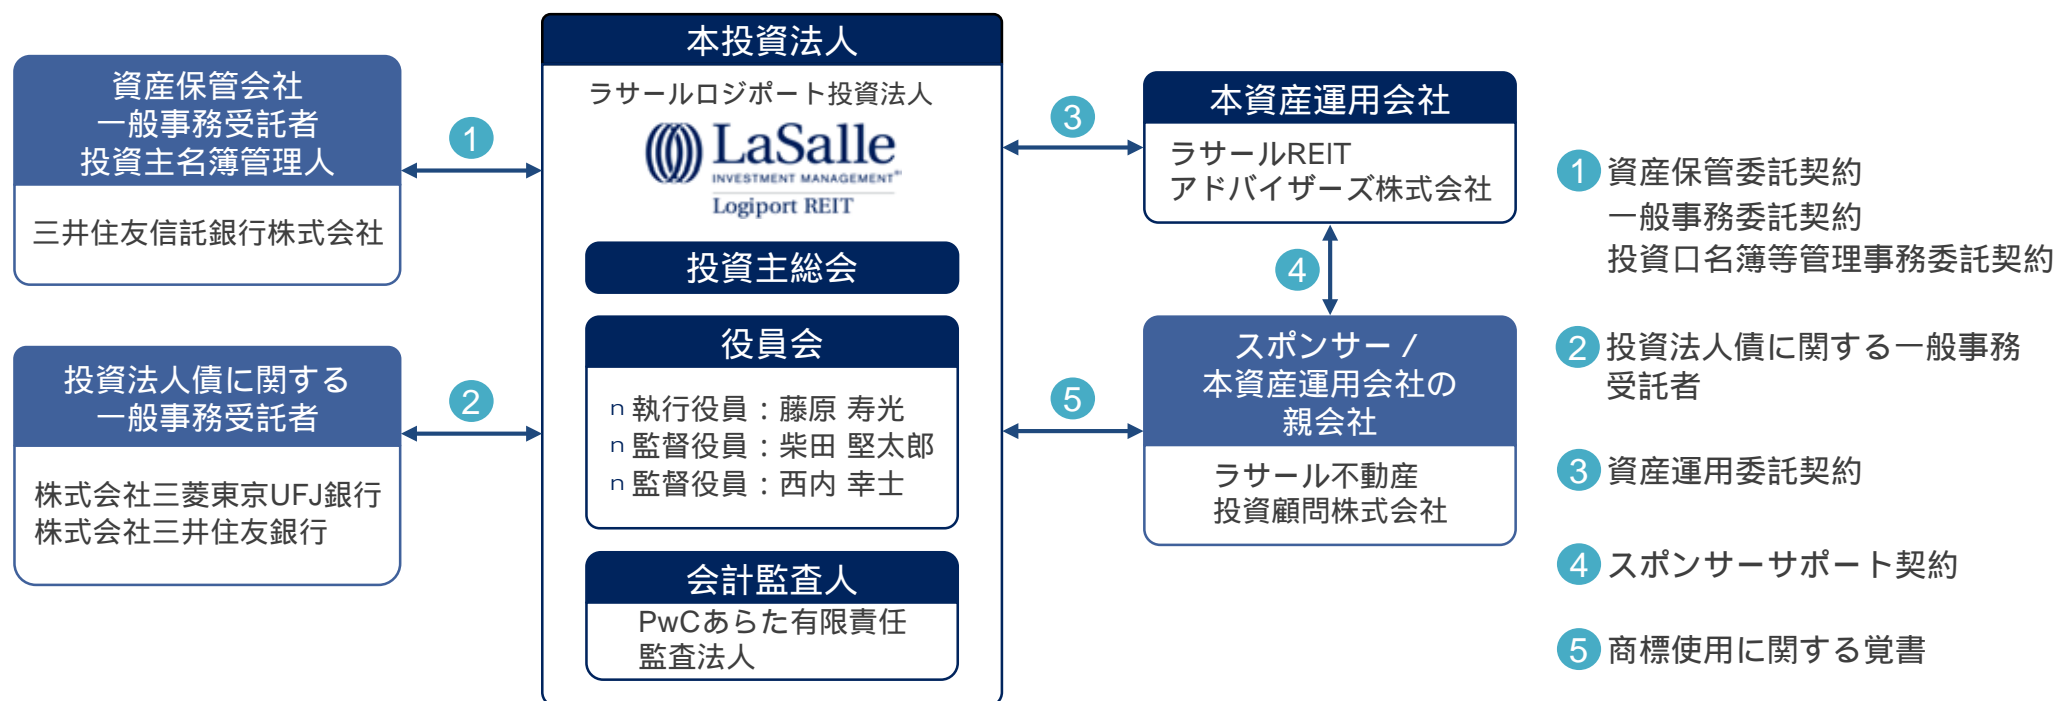 資産保管会社
一般事務受託者
投資主名簿管理人
三井住友信託銀行株式会社
1
投資法人債に関する
一般事務受託者
株式会社三菱東京UFJ銀行
株式会社三井住友銀行
2
本投資法人
ラサールロジポート投資法人
LaSalle
INVESTMENT MANAGEMENT
Logiport REIT
投資主総会
役員会
n 執行役員：藤原 寿光
n 監督役員：柴田 堅太郎
n 監督役員：西内 幸士
会計監査人
PwCあらた有限責任
監査法人
3
本資産運用会社
ラサールREIT
アドバイザーズ株式会社
4
5
スポンサー /
本資産運用会社の
親会社
ラサール不動産
投資顧問株式会社
1 資産保管委託契約
一般事務委託契約
投資口名簿等管理事務委託契約
2 投資法人債に関する一般事務
受託者
3 資産運用委託契約
4 スポンサーサポート契約
5 商標使用に関する覚書